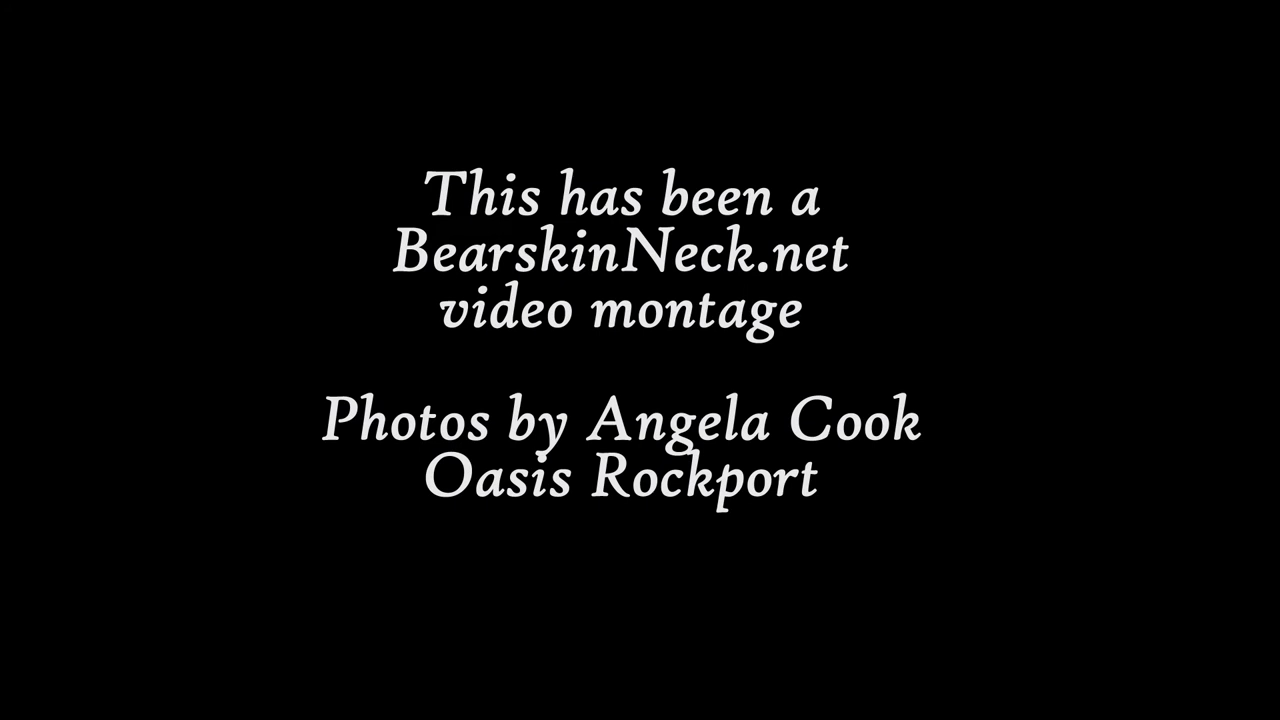 This has been a
BearskinNeck.net
video montage
Photos by Angela Cook
Oasis Rockport